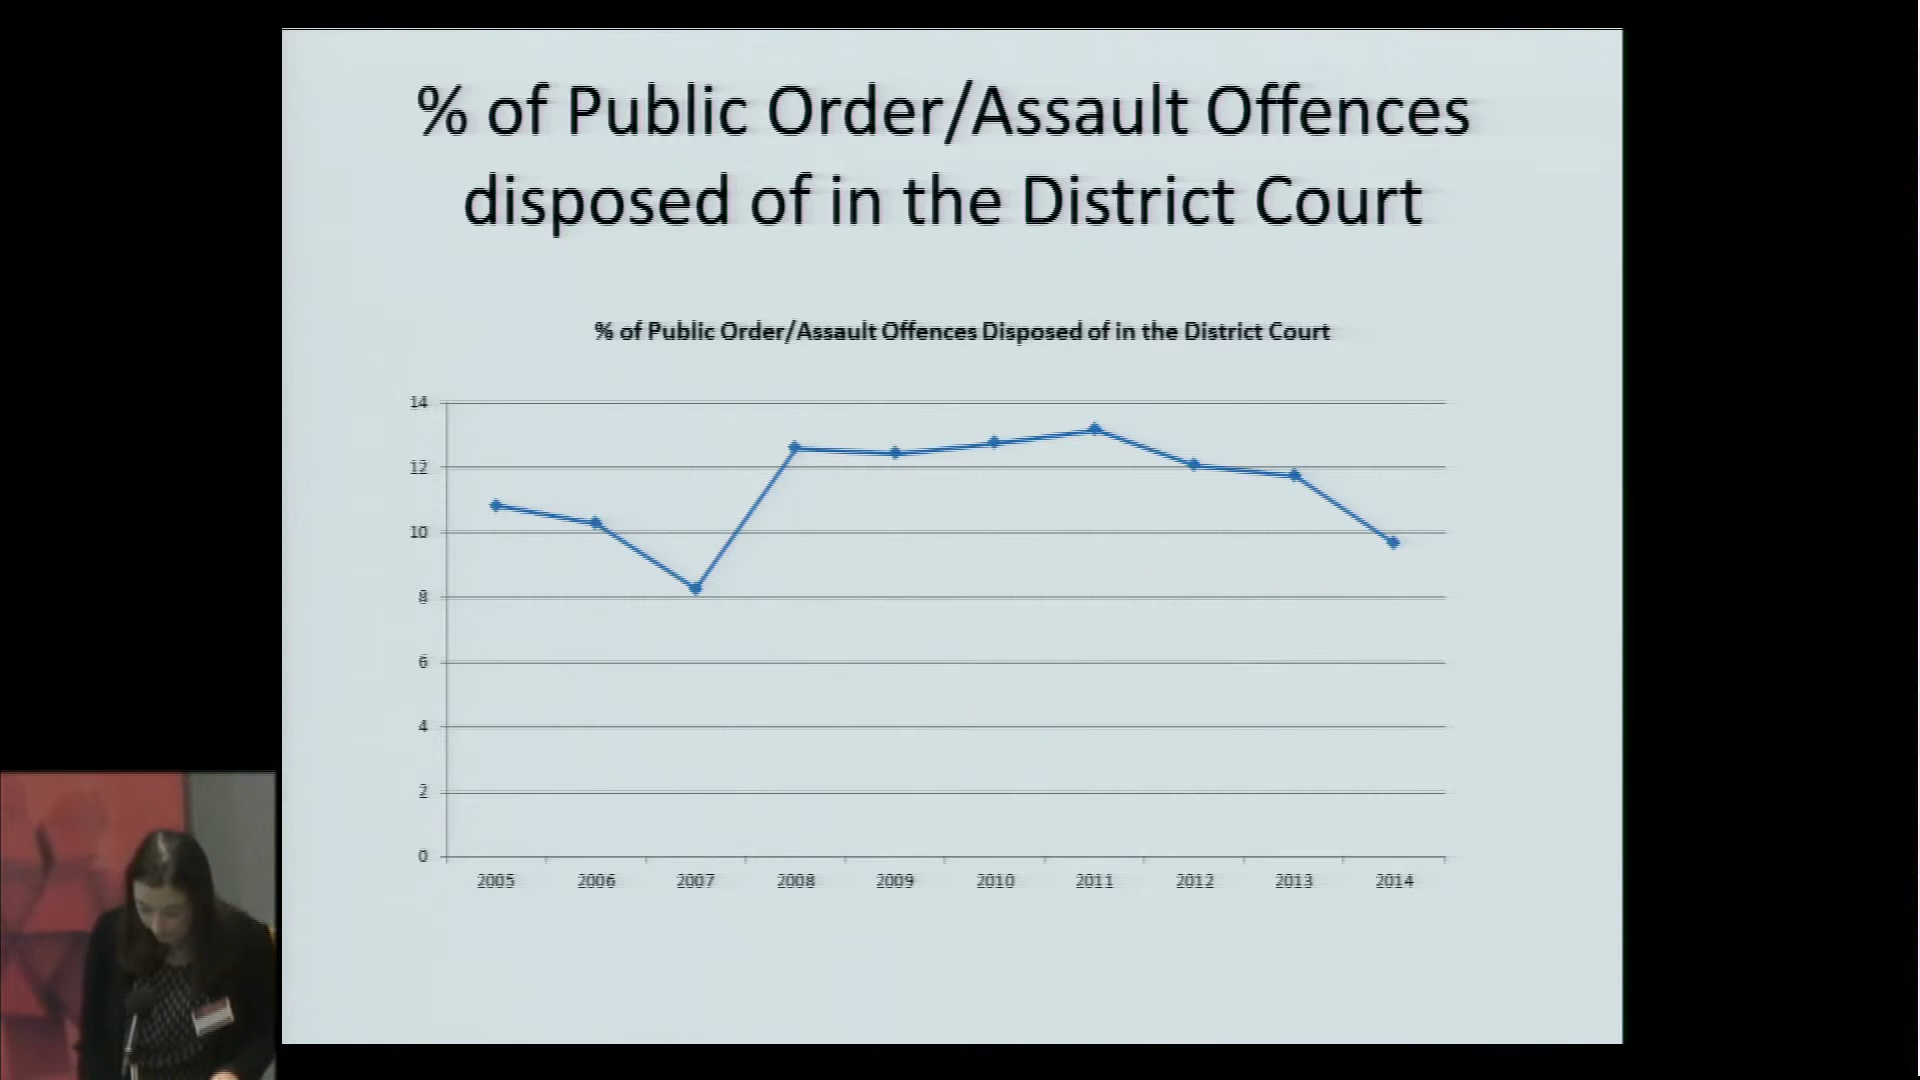 % of Public Order/Assault Offences
disposed of in the District Court
% of Public Order/Assault Offences Disposed of in the District Court
14
12
10
8
6
4
2
0
2005 2006 2007 2008 2009 2010 2011 2012 2013 2014